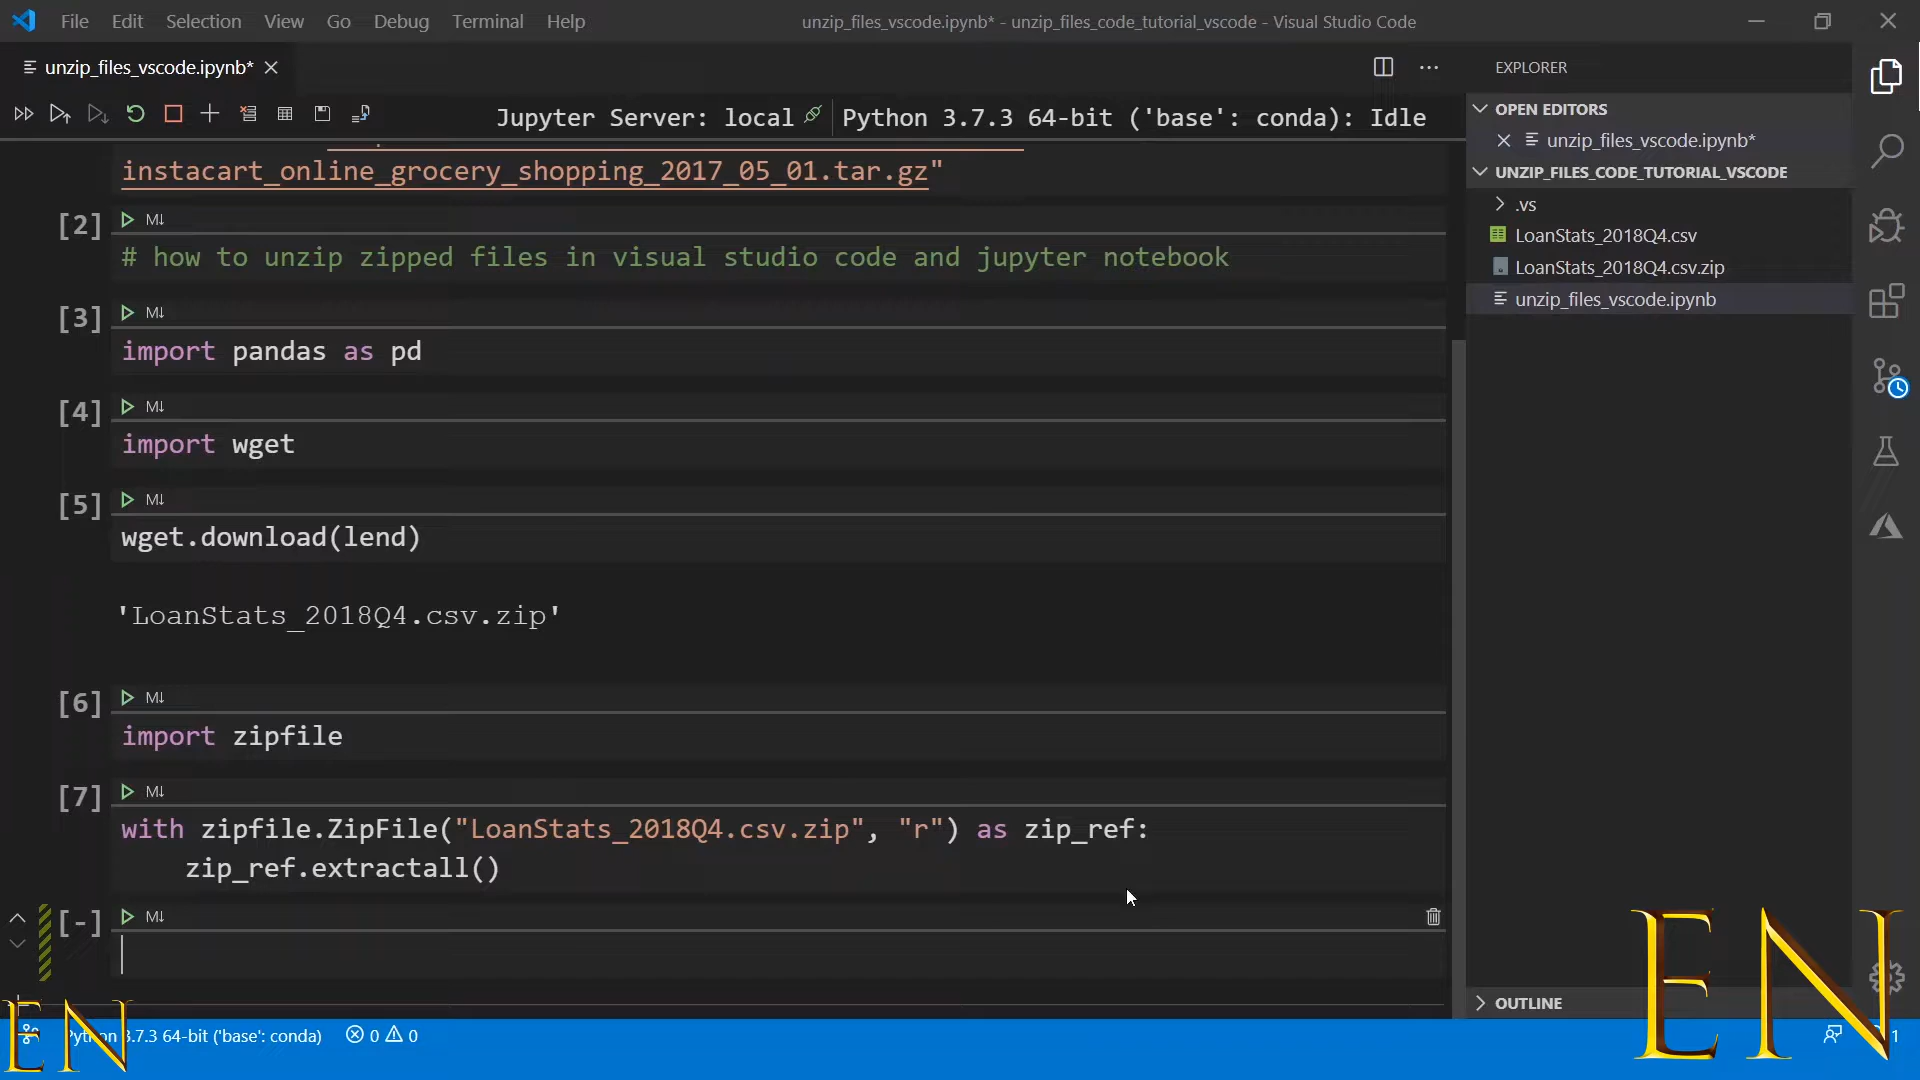 File Edit Selection View Go Debug Terminal Help
unzip_files_vscode.ipynb* - unzip_files_code_tutorial_vscode - Visual Studio Code
unzip_files_vscode.ipynb*
Jupyter Server: local
Python 3.7.3 64-bit ('base': conda): Idle
instacart_online_grocery_shopping_2017_05_01.tar.gz"
[2] M↓
# how to unzip zipped files in visual studio code and jupyter notebook
[3] M↓
import pandas as pd
[4] M↓
import wget
[5] M↓
wget.download(lend)
'LoanStats_2018Q4.csv.zip'
[6] M↓
import zipfile
[7] M↓
with zipfile.ZipFile("LoanStats_2018Q4.csv.zip", "r") as zip_ref:
zip_ref.extractall()
[-] M↓
EXPLORER
OPEN EDITORS
unzip_files_vscode.ipynb*
UNZIP_FILES_CODE_TUTORIAL_VSCODE
.vs
LoanStats_2018Q4.csv
LoanStats_2018Q4.csv.zip
unzip_files_vscode.ipynb
OUTLINE
EN
EN
Python 3.7.3 64-bit ('base': conda) 0 0
1